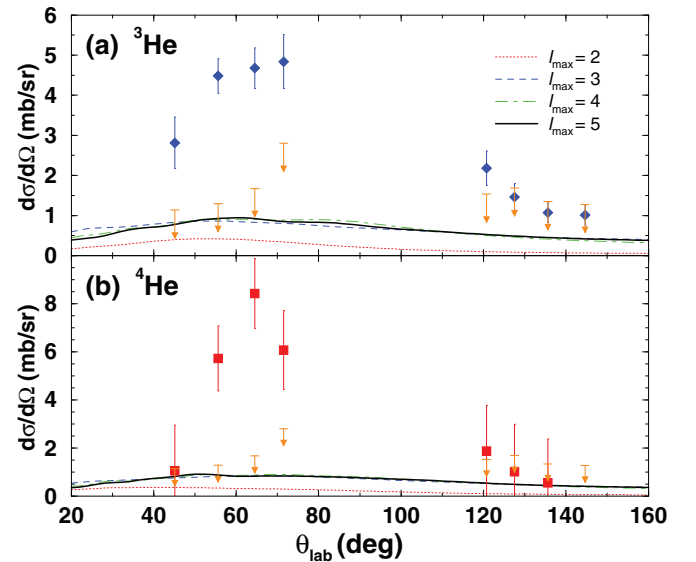 (a) ³He
l_max = 2
l_max = 3
l_max = 4
l_max = 5
dσ/dΩ (mb/sr)
6
5
4
3
2
1
0
(b) ⁴He
dσ/dΩ (mb/sr)
8
6
4
2
0
20 40 60 80 100 120 140 160
θ_lab (deg)